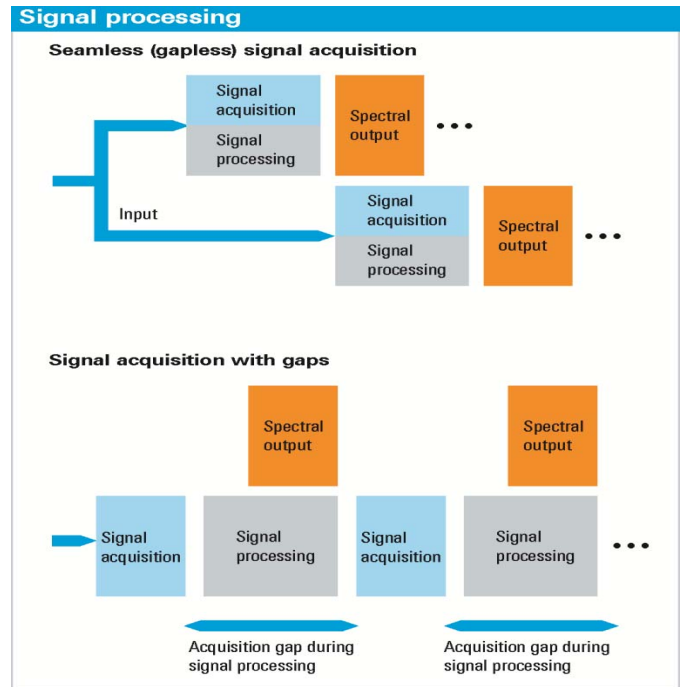 Signal processing
Seamless (gapless) signal acquisition
Signal
acquisition
Signal
processing
Spectral
output
•••
Input
Signal
acquisition
Signal
processing
Spectral
output
•••
Signal acquisition with gaps
Spectral
output
Spectral
output
Signal
acquisition
Signal
processing
Signal
acquisition
Signal
processing
•••
Acquisition gap during
signal processing
Acquisition gap during
signal processing